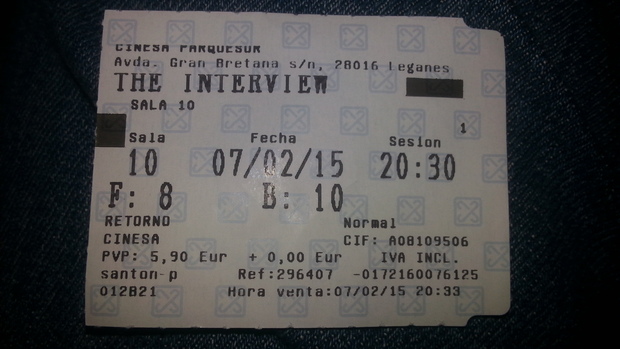 CINESA PARQUESUR
Avda. Gran Bretana s/n, 28016 Leganes
THE INTERVIEW
SALA 10
1
Sala Fecha Sesion
10 07/02/15 20:30
F: 8 B: 10
RETORNO Normal
CINESA CIF: A08109506
PVP: 5,90 Eur + 0,00 Eur IVA INCL.
santon-p Ref:296407 -0172160076125
012B21 Hora venta:07/02/15 20:33